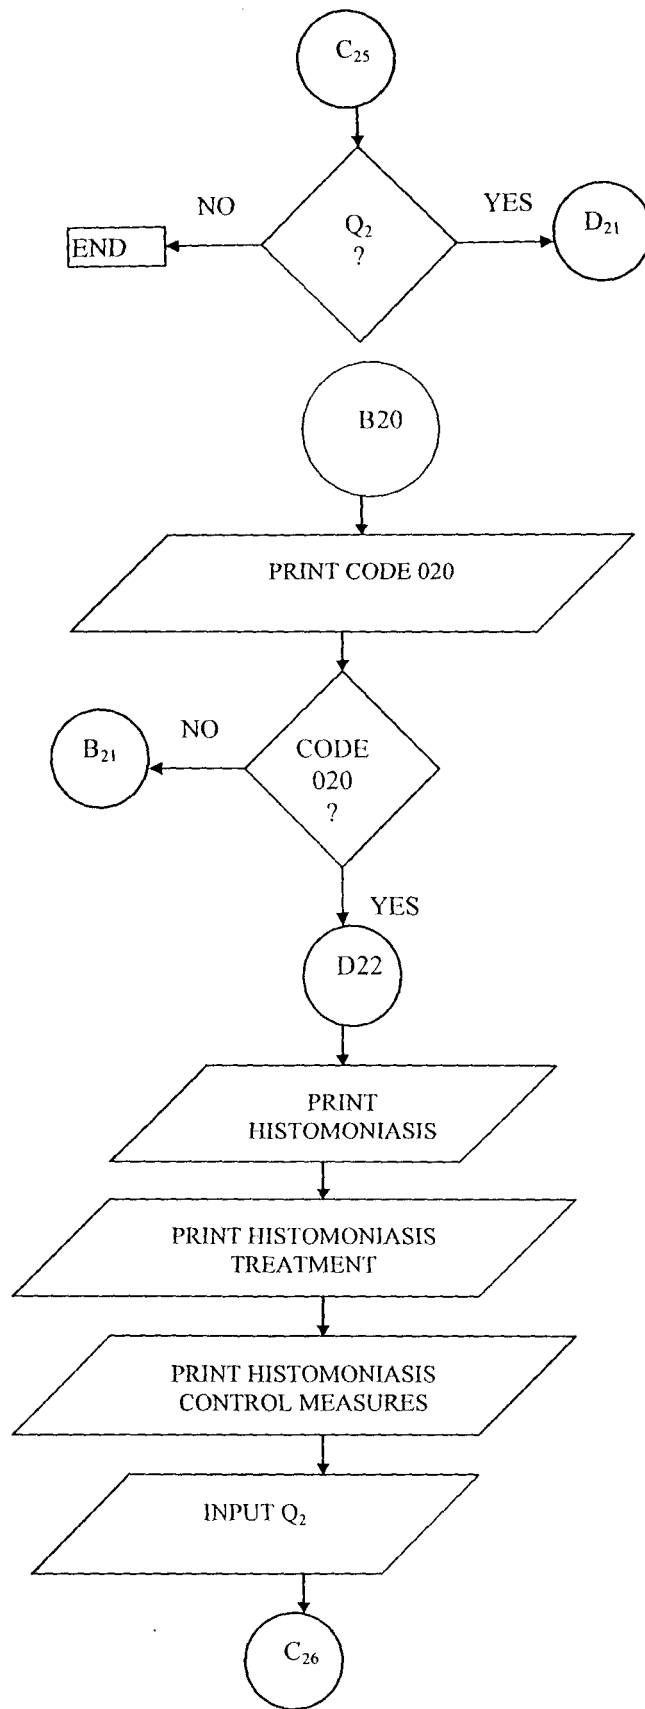 C25
NO
YES
Q2
?
END
D21
B20
PRINT CODE 020
NO
B21
CODE
020
?
YES
D22
PRINT
HISTOMONIASIS
PRINT HISTOMONIASIS
TREATMENT
PRINT HISTOMONIASIS
CONTROL MEASURES
INPUT Q2
C26